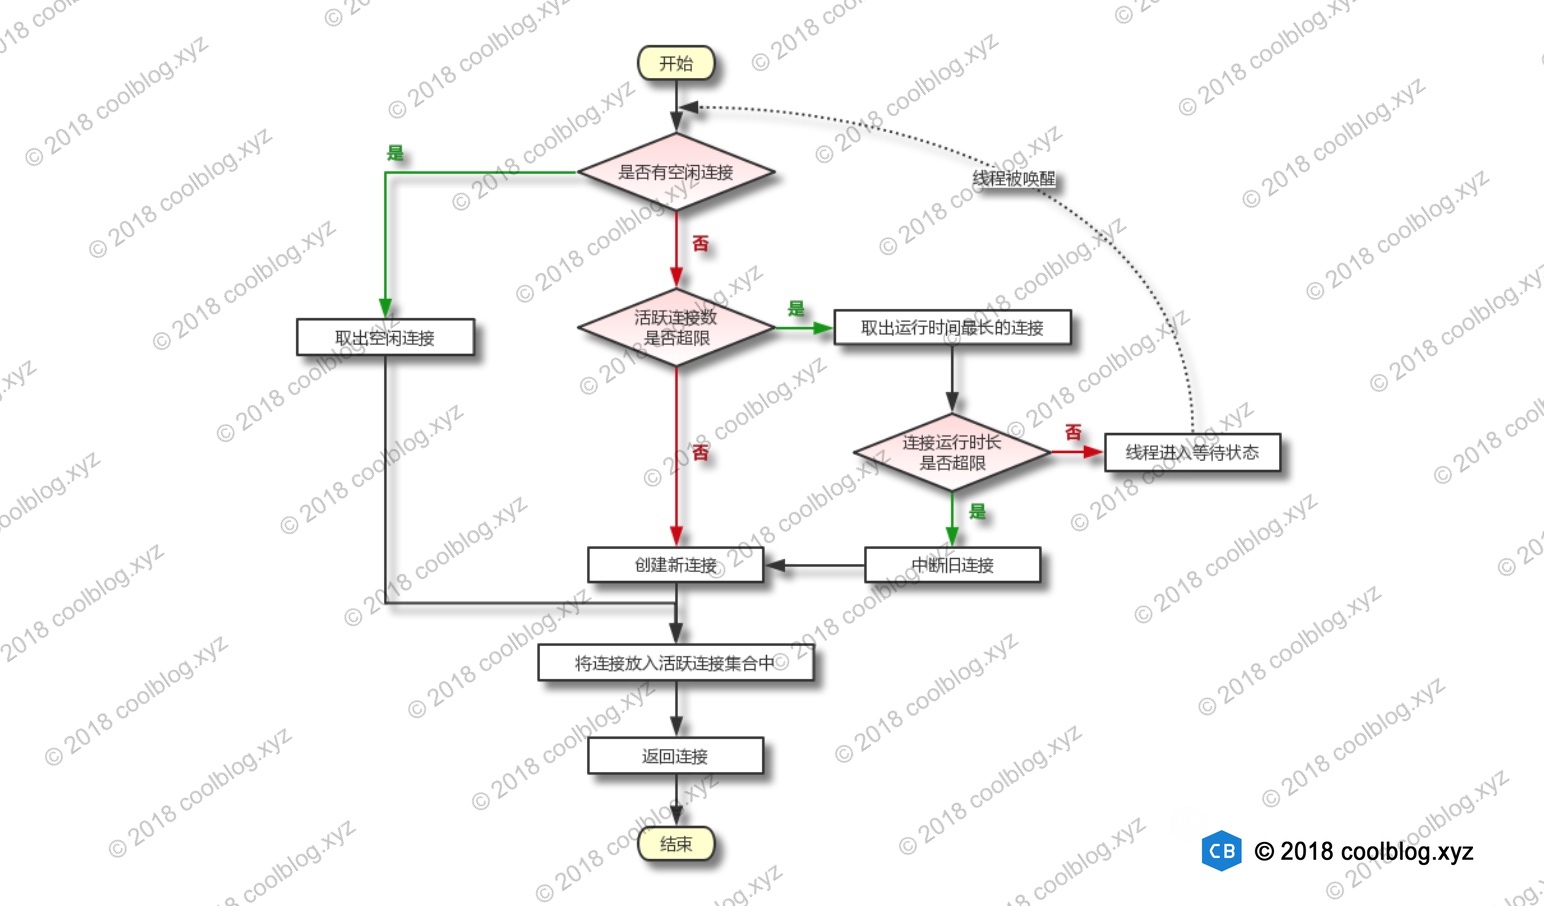 开始
是否有空闲连接
是
否
线程被唤醒
活跃连接数
是否超限
是
取出运行时间最长的连接
取出空闲连接
连接运行时长
是否超限
否
线程进入等待状态
否
是
创建新连接
中断旧连接
将连接放入活跃连接集合中
返回连接
结束
CB © 2018 coolblog.xyz
© 2018 coolblog.xyz